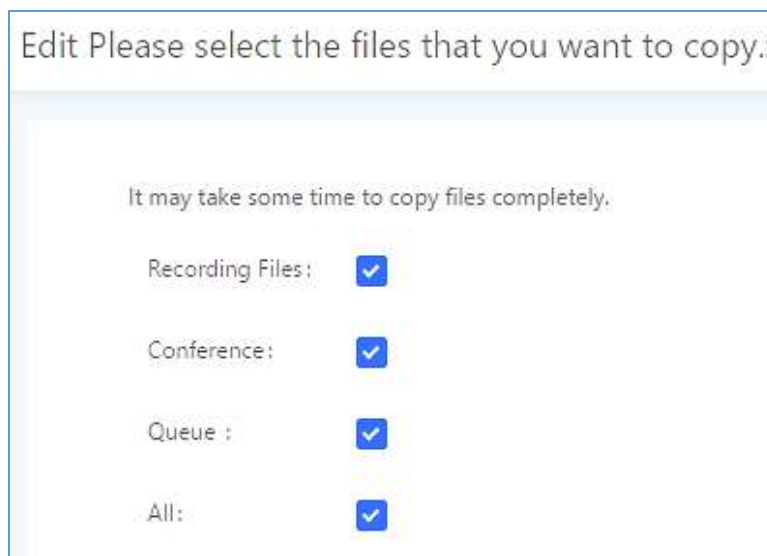 Edit Please select the files that you want to copy.:
It may take some time to copy files completely.
Recording Files:
Conference:
Queue :
All: